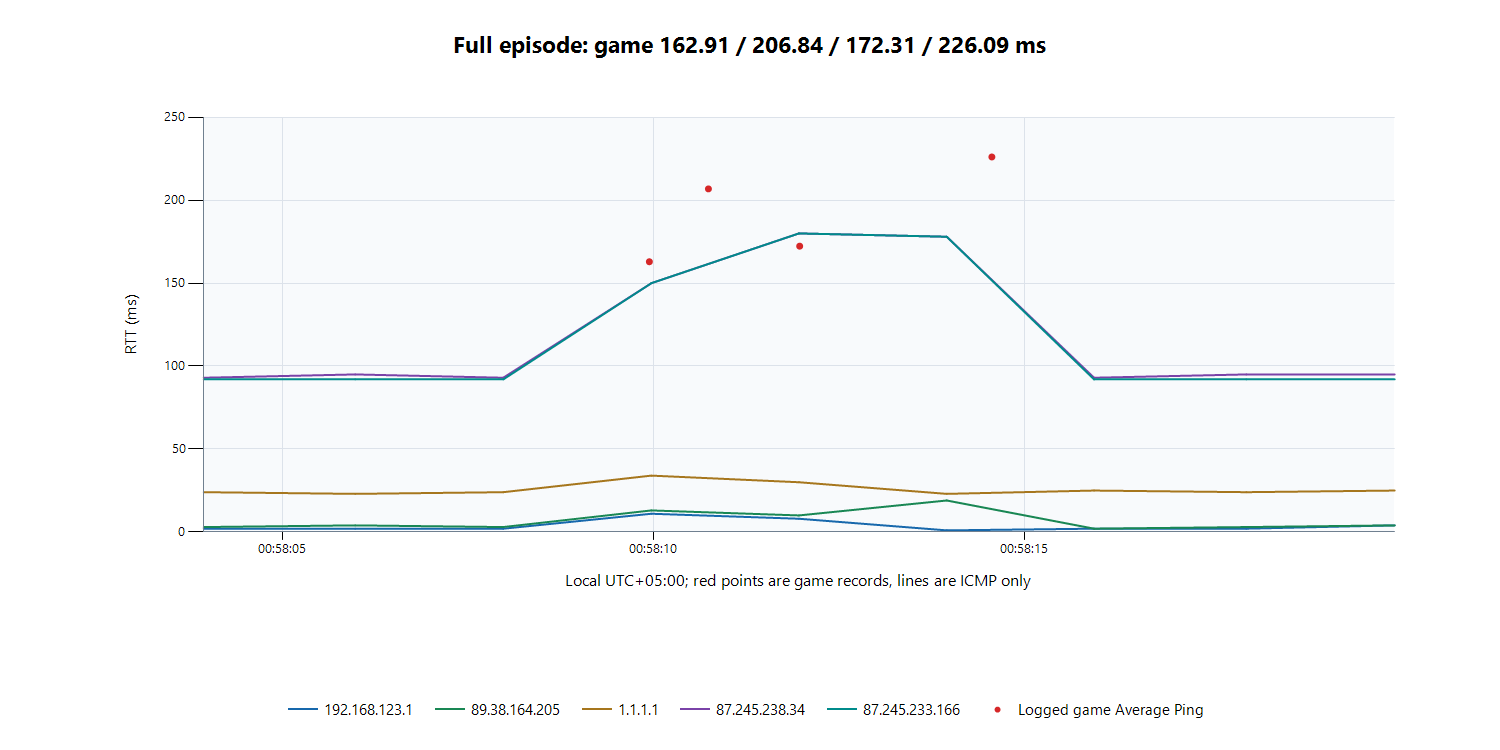 Full episode: game 162.91 / 206.84 / 172.31 / 226.09 ms
250
200
150
100
50
0
RTT (ms)
00:58:05 00:58:10 00:58:15
Local UTC+05:00; red points are game records, lines are ICMP only
192.168.123.1 89.38.164.205 1.1.1.1 87.245.238.34 87.245.233.166 Logged game Average Ping